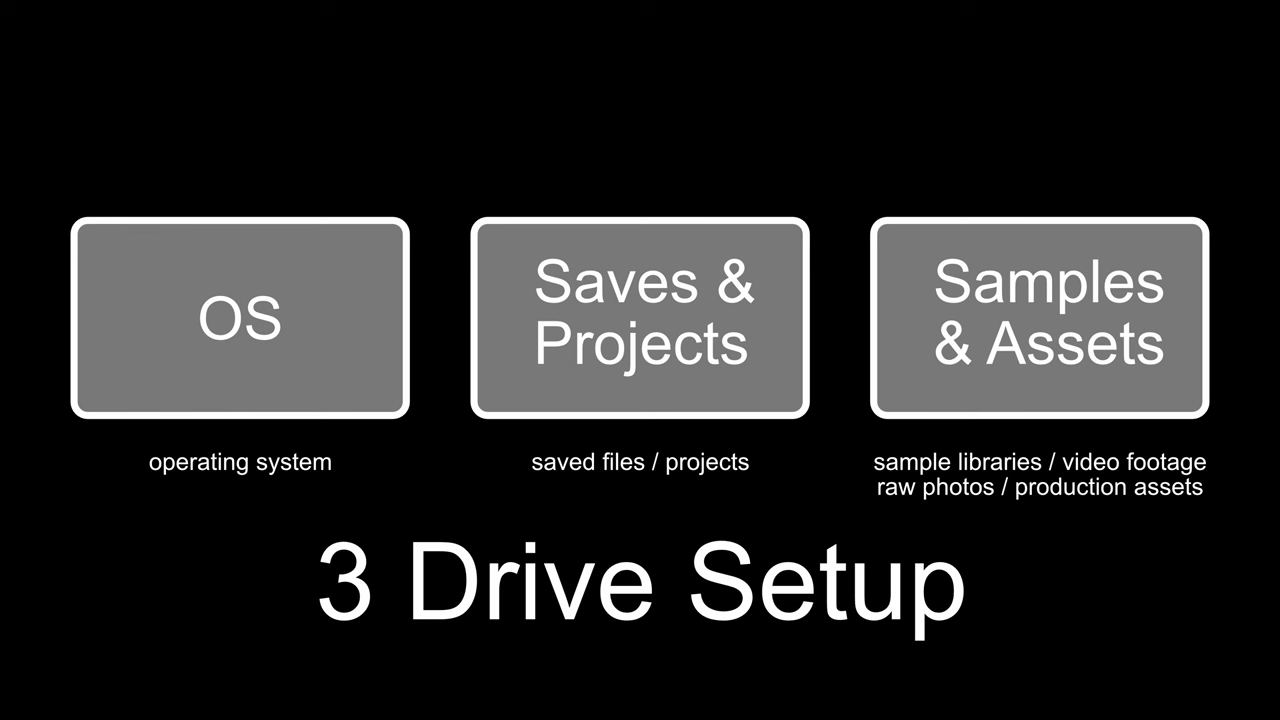 OS
Saves &
Projects
Samples
& Assets
operating system
saved files / projects
sample libraries / video footage
raw photos / production assets
3 Drive Setup